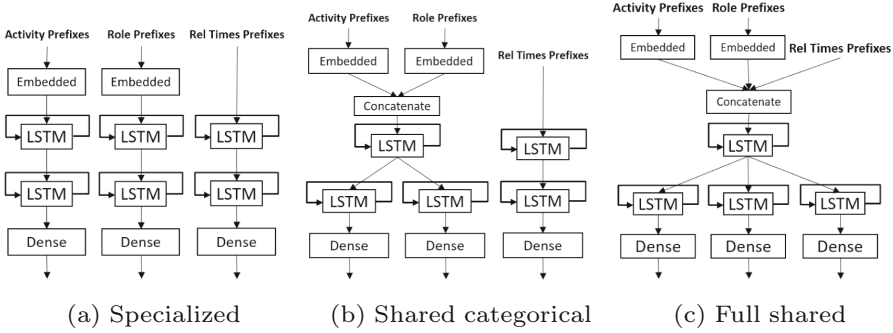 Activity Prefixes Role Prefixes Rel Times Prefixes
Embedded Embedded
LSTM LSTM LSTM
LSTM LSTM LSTM
Dense Dense Dense
(a) Specialized
Activity Prefixes Role Prefixes
Rel Times Prefixes
Embedded Embedded
Concatenate
LSTM LSTM
LSTM LSTM LSTM
Dense Dense Dense
(b) Shared categorical
Activity Prefixes Role Prefixes
Rel Times Prefixes
Embedded Embedded
Concatenate
LSTM
LSTM LSTM LSTM
Dense Dense Dense
(c) Full shared